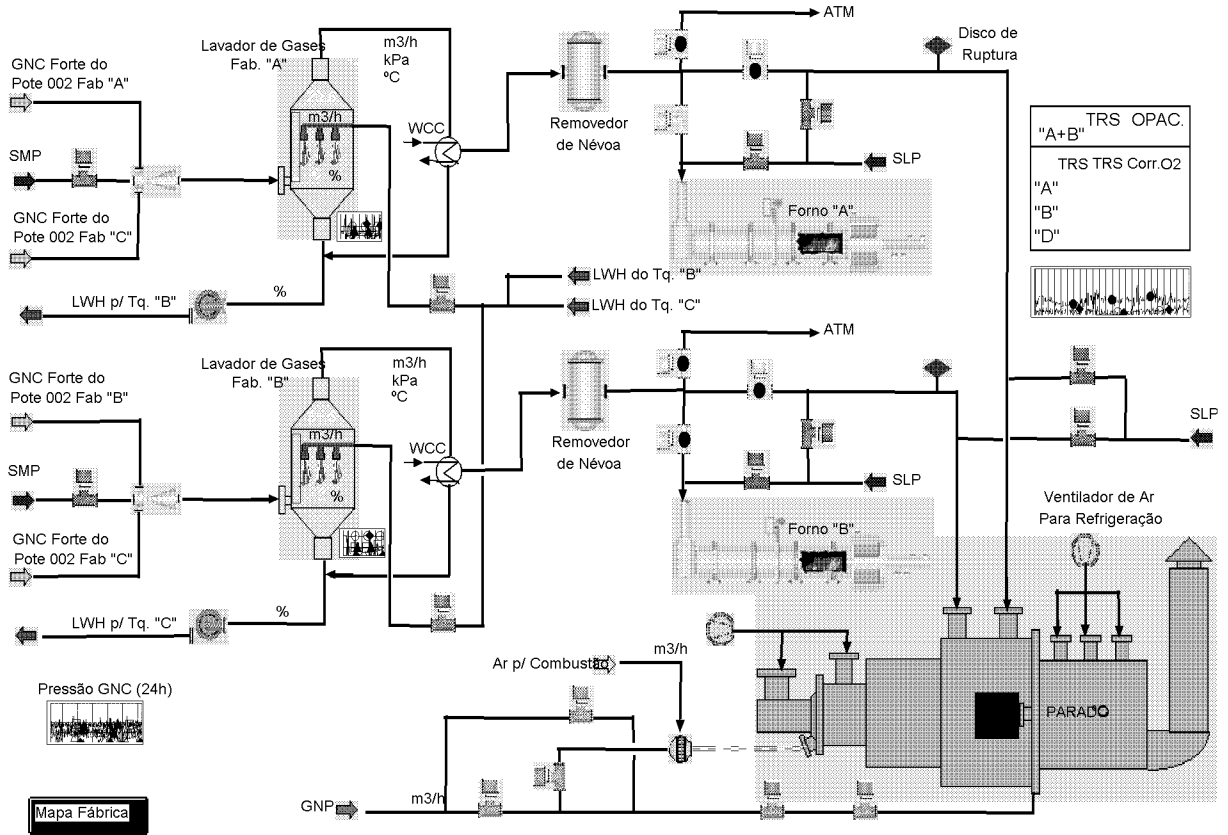 ATM
Lavador de Gases
Fab. "A"
m3/h
kPa
ºC
Disco de
Ruptura
GNC Forte do
Pote 002 Fab "A"
m3/h
WCC
Removedor
de Névoa
TRS OPAC.
"A+B"
SMP
%
SLP
TRS TRS Corr.O2
"A"
"B"
"D"
Forno "A"
GNC Forte do
Pote 002 Fab "C"
LWH do Tq. "B"
%
LWH p/ Tq. "B"
LWH do Tq. "C"
ATM
Lavador de Gases
Fab. "B"
m3/h
kPa
ºC
GNC Forte do
Pote 002 Fab "B"
m3/h
WCC
Removedor
de Névoa
SLP
SMP
%
SLP
Ventilador de Ar
Para Refrigeração
Forno "B"
GNC Forte do
Pote 002 Fab "C"
%
LWH p/ Tq. "C"
m3/h
Ar p/ Combustão
Pressão GNC (24h)
PARADO
GNP
m3/h
Mapa Fábrica